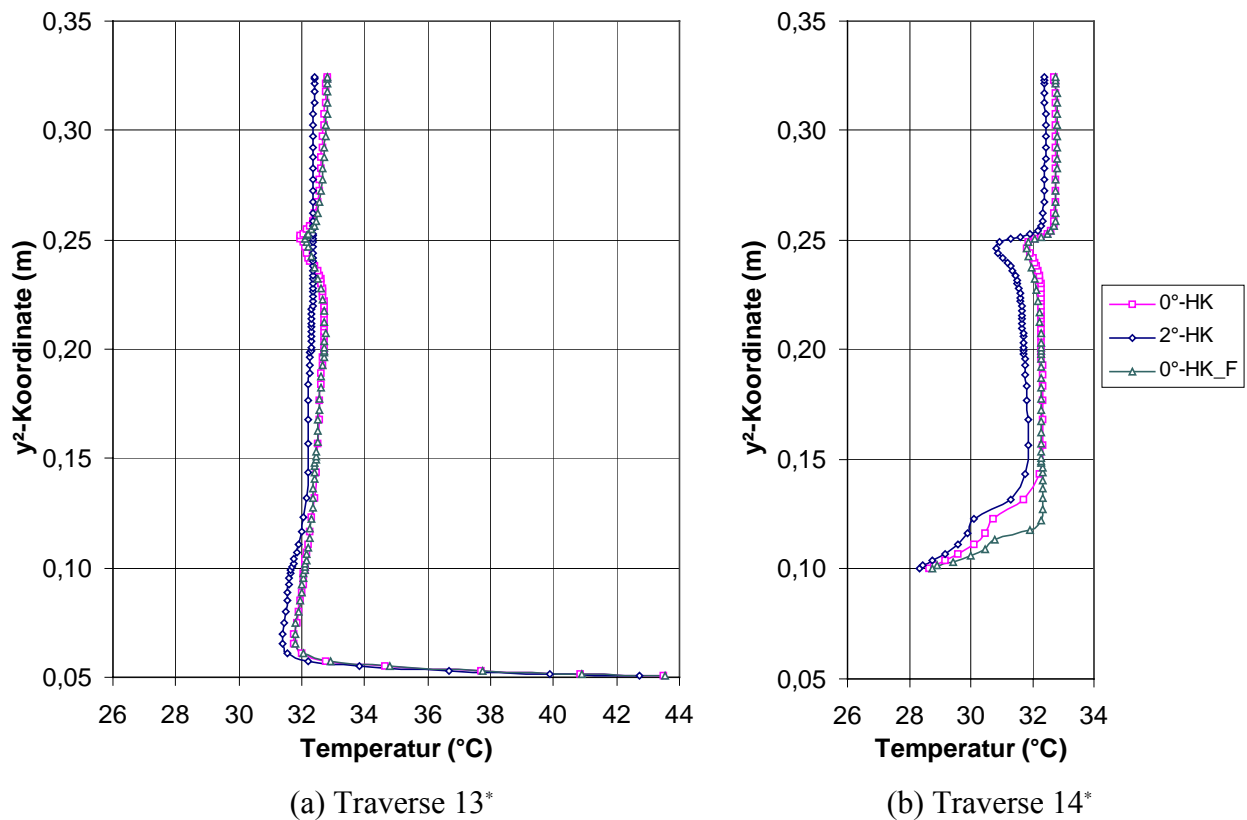 0,35
0,30
0,25
0,20
0,15
0,10
0,05
y²-Koordinate (m)
26 28 30 32 34 36 38 40 42 44
Temperatur (°C)
(a) Traverse 13*
0,35
0,30
0,25
0,20
0,15
0,10
0,05
y²-Koordinate (m)
26 28 30 32 34
Temperatur (°C)
(b) Traverse 14*
0°-HK
2°-HK
0°-HK_F